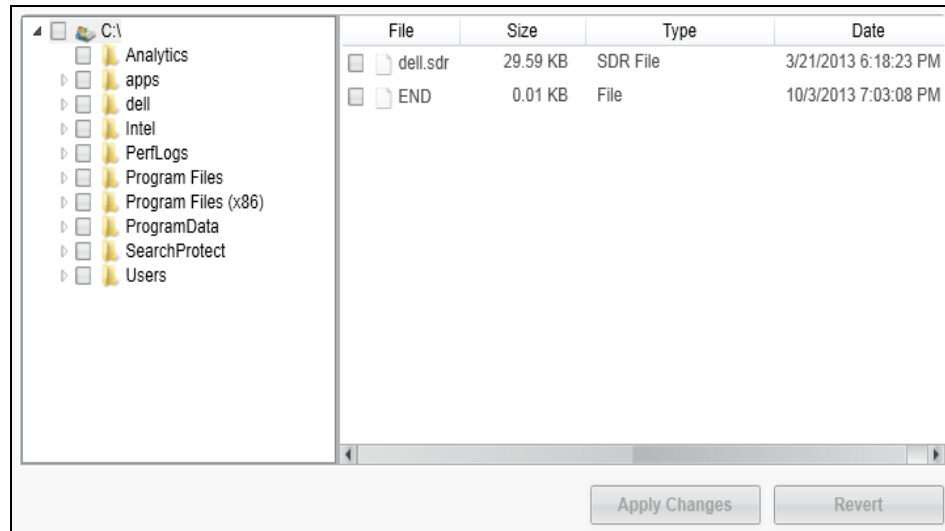 C:\
Analytics
apps
dell
Intel
PerfLogs
Program Files
Program Files (x86)
ProgramData
SearchProtect
Users
File Size Type Date
dell.sdr 29.59 KB SDR File 3/21/2013 6:18:23 PM
END 0.01 KB File 10/3/2013 7:03:08 PM
Apply Changes Revert